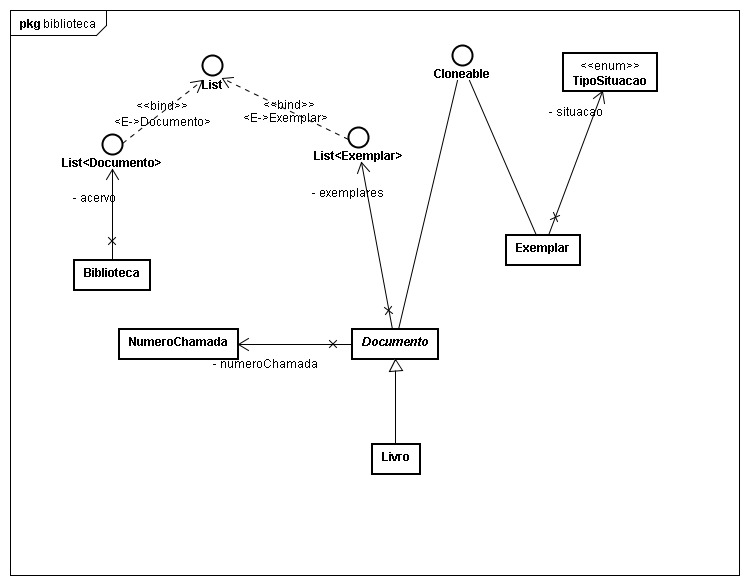 pkg biblioteca
List
Cloneable
<<enum>>
TipoSituacao
<<bind>>
<E->Documento>
<<bind>>
<E->Exemplar>
- situacao
List<Documento>
List<Exemplar>
- acervo
- exemplares
Biblioteca
Exemplar
NumeroChamada
Documento
- numeroChamada
Livro